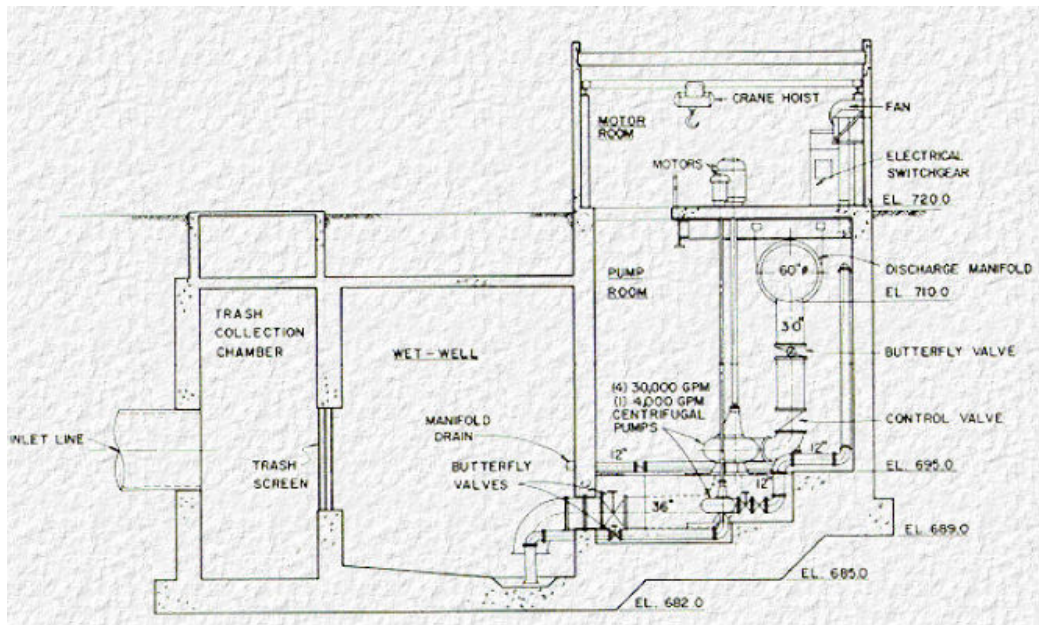 CRANE HOIST
FAN
MOTOR
ROOM
MOTORS
ELECTRICAL
SWITCHGEAR
EL. 720.0
PUMP
ROOM
60"ø
DISCHARGE MANIFOLD
EL. 710.0
TRASH
COLLECTION
CHAMBER
30"
WET-WELL
BUTTERFLY VALVE
(4) 30,000 GPM
(1) 4,000 GPM
CENTRIFUGAL
PUMPS
MANIFOLD
DRAIN
CONTROL VALVE
INLET LINE
12"
12"
TRASH
SCREEN
BUTTERFLY
VALVES
EL. 695.0
12"
36"
EL. 689.0
EL. 685.0
EL. 682.0